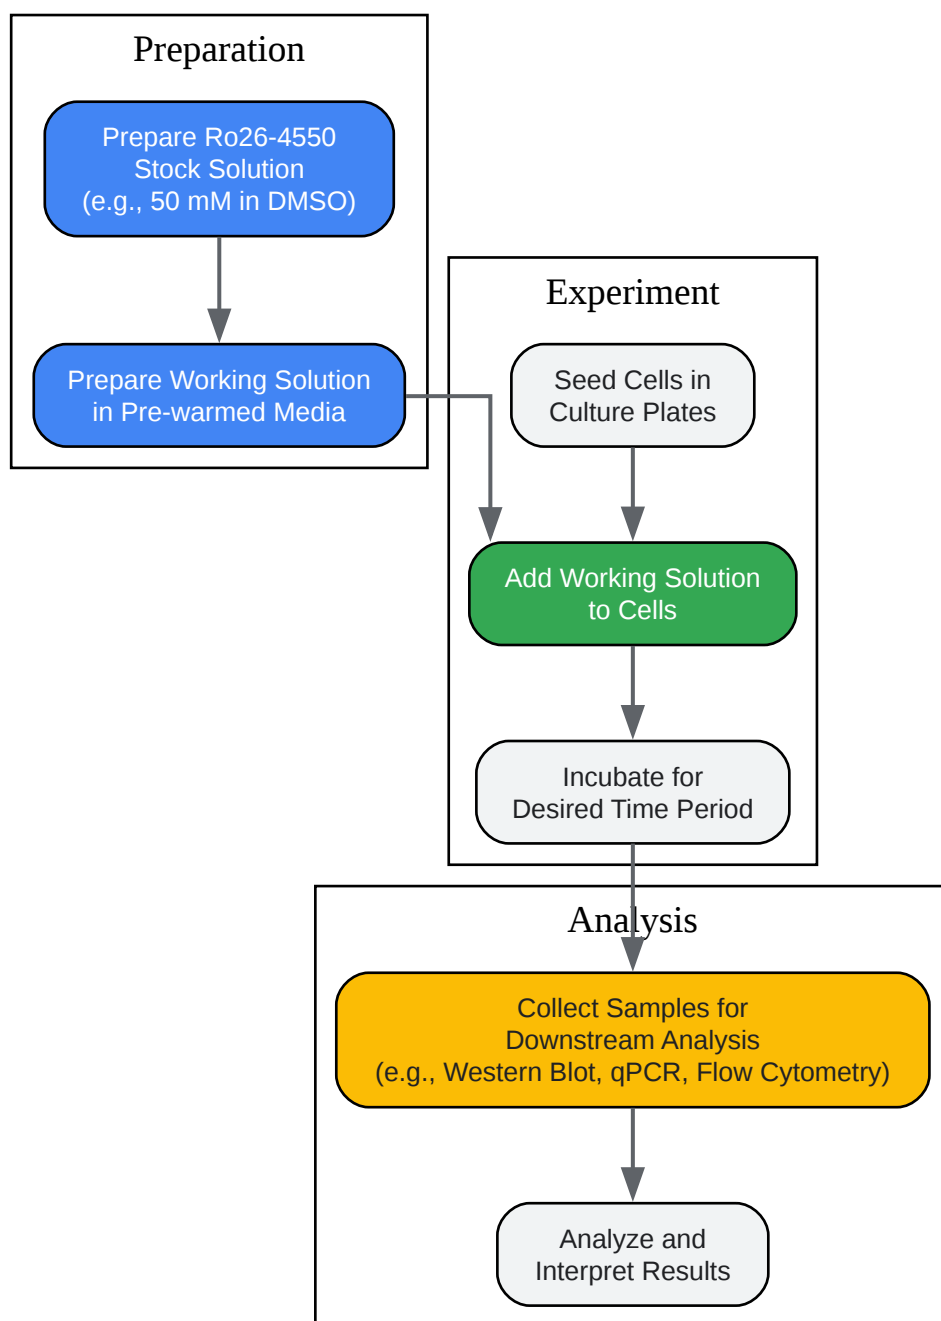 Preparation
Prepare Ro26-4550
Stock Solution
(e.g., 50 mM in DMSO)
Prepare Working Solution
in Pre-warmed Media
Experiment
Seed Cells in
Culture Plates
Add Working Solution
to Cells
Incubate for
Desired Time Period
Analysis
Collect Samples for
Downstream Analysis
(e.g., Western Blot, qPCR, Flow Cytometry)
Analyze and
Interpret Results